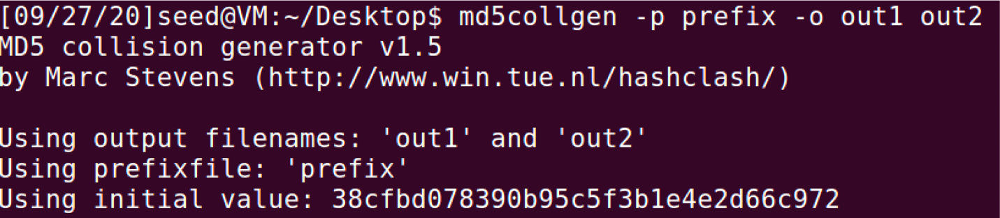 [09/27/20]seed@VM:~/Desktop$ md5collgen -p prefix -o out1 out2
MD5 collision generator v1.5
by Marc Stevens (http://www.win.tue.nl/hashclash/)
Using output filenames: 'out1' and 'out2'
Using prefixfile: 'prefix'
Using initial value: 38cfbd078390b95c5f3b1e4e2d66c972